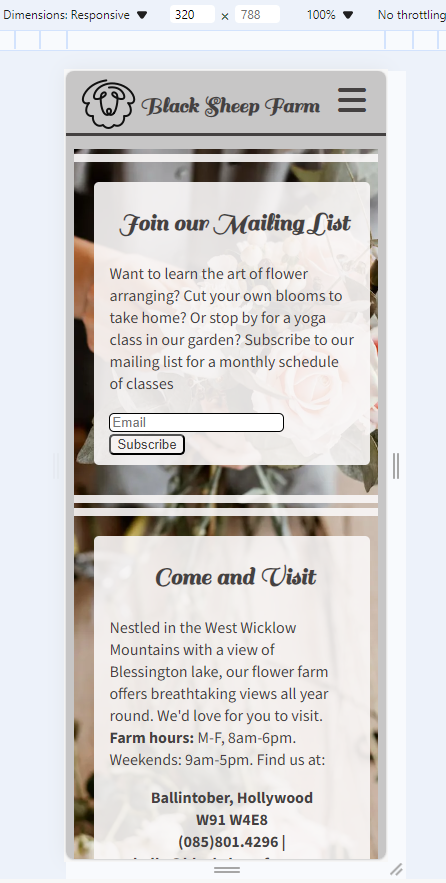 Dimensions: Responsive ▼ 320 x 788 100% ▼ No throttling
Black Sheep Farm
Join our Mailing List
Want to learn the art of flower
arranging? Cut your own blooms to
take home? Or stop by for a yoga
class in our garden? Subscribe to our
mailing list for a monthly schedule
of classes
Email
Subscribe
Come and Visit
Nestled in the West Wicklow
Mountains with a view of
Blessington lake, our flower farm
offers breathtaking views all year
round. We'd love for you to visit.
Farm hours: M-F, 8am-6pm.
Weekends: 9am-5pm. Find us at:
Ballintober, Hollywood
W91 W4E8
(085)801.4296 |